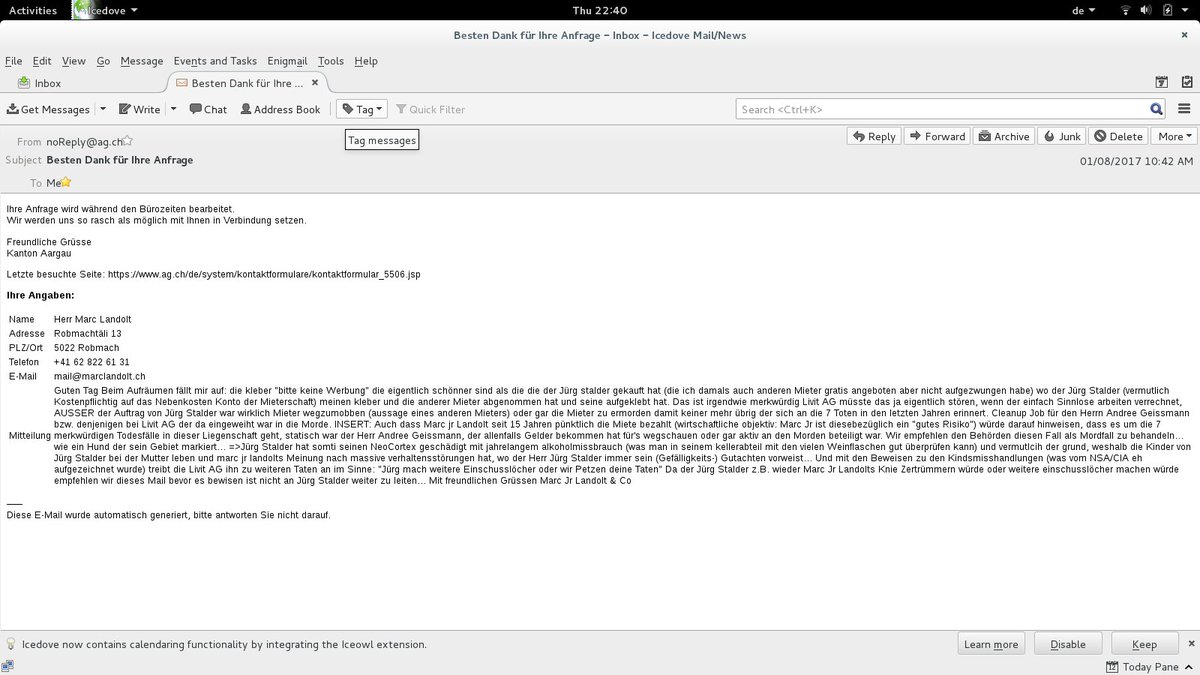 Activities Icedove Thu 22:40 de
Besten Dank für Ihre Anfrage – Inbox – Icedove Mail/News
File Edit View Go Message Events and Tasks Enigmail Tools Help
Inbox Besten Dank für Ihre ...
Get Messages Write Chat Address Book Tag Quick Filter Search <Ctrl+K>
Tag messages
From noReply@ag.ch Reply Forward Archive Junk Delete More
Subject Besten Dank für Ihre Anfrage 01/08/2017 10:42 AM
To Me
Ihre Anfrage wird während den Bürozeiten bearbeitet.
Wir werden uns so rasch als möglich mit Ihnen in Verbindung setzen.
Freundliche Grüsse
Kanton Aargau
Letzte besuchte Seite: https://www.ag.ch/de/system/kontaktformulare/kontaktformular_5506.jsp
Ihre Angaben:
Name Herr Marc Landolt
Adresse Robmachtäli 13
PLZ/Ort 5022 Robmach
Telefon +41 62 822 61 31
E-Mail mail@marclandolt.ch
Guten Tag Beim Aufräumen fällt mir auf: die kleber "bitte keine Werbung" die eigentlich schöner sind als die die der Jürg stalder gekauft hat (die ich damals auch anderen Mieter gratis angeboten aber nicht aufgezwungen habe) wo der Jürg Stalder (vermutlich
Kostenpflichtig auf das Nebenkosten Konto der Mieterschaft) meinen kleber und die anderer Mieter abgenommen hat und seine aufgeklebt hat. Das ist irgendwie merkwürdig Livit AG müsste das ja eigentlich stören, wenn der einfach Sinnlose arbeiten verrechnet,
AUSSER der Auftrag von Jürg Stalder war wirklich Mieter wegzumobben (aussage eines anderen Mieters) oder gar die Mieter zu ermorden damit keiner mehr übrig der sich an die 7 Toten in den letzten Jahren erinnert. Cleanup Job für den Herrn Andree Geissmann
bzw. denjenigen bei Livit AG der da eingeweiht war in die Morde. INSERT: Auch dass Marc jr Landolt seit 15 Jahren pünktlich die Miete bezahlt (wirtschaftliche objektiv: Marc Jr ist diesebezüglich ein "gutes Risiko") würde darauf hinweisen, dass es um die 7
Mitteilung merkwürdigen Todesfälle in dieser Liegenschaft geht, statisch war der Herr Andree Geissmann, der allenfalls Gelder bekommen hat für's wegschauen oder gar aktiv an den Morden beteiligt war. Wir empfehlen den Behörden diesen Fall als Mordfall zu behandeln...
wie ein Hund der sein Gebiet markiert... =>Jürg Stalder hat somti seinen NeoCortex geschädigt mit jahrelangem alkoholmissbrauch (was man in seinem kellerabteil mit den vielen Weinflaschen gut überprüfen kann) und vermutlcih der grund, weshalb die Kinder von
Jürg Stalder bei der Mutter leben und marc jr landolts Meinung nach massive verhaltensstörungen hat, wo der Herr Jürg Stalder immer sein (Gefälligkeits-) Gutachten vorweist... Und mit den Beweisen zu den Kindsmisshandlungen (was vom NSA/CIA eh
aufgezeichnet wurde) treibt die Livit AG ihn zu weiteren Taten an im Sinne: "Jürg mach weitere Einschusslöcher oder wir Petzen deine Taten" Da der Jürg Stalder z.B. wieder Marc Jr Landolts Knie Zertrümmern würde oder weitere einschusslöcher machen würde
empfehlen wir dieses Mail bevor es bewisen ist nicht an Jürg Stalder weiter zu leiten... Mit freundlichen Grüssen Marc Jr Landolt & Co
Diese E-Mail wurde automatisch generiert, bitte antworten Sie nicht darauf.
Icedove now contains calendaring functionality by integrating the Iceowl extension. Learn more Disable Keep
Today Pane